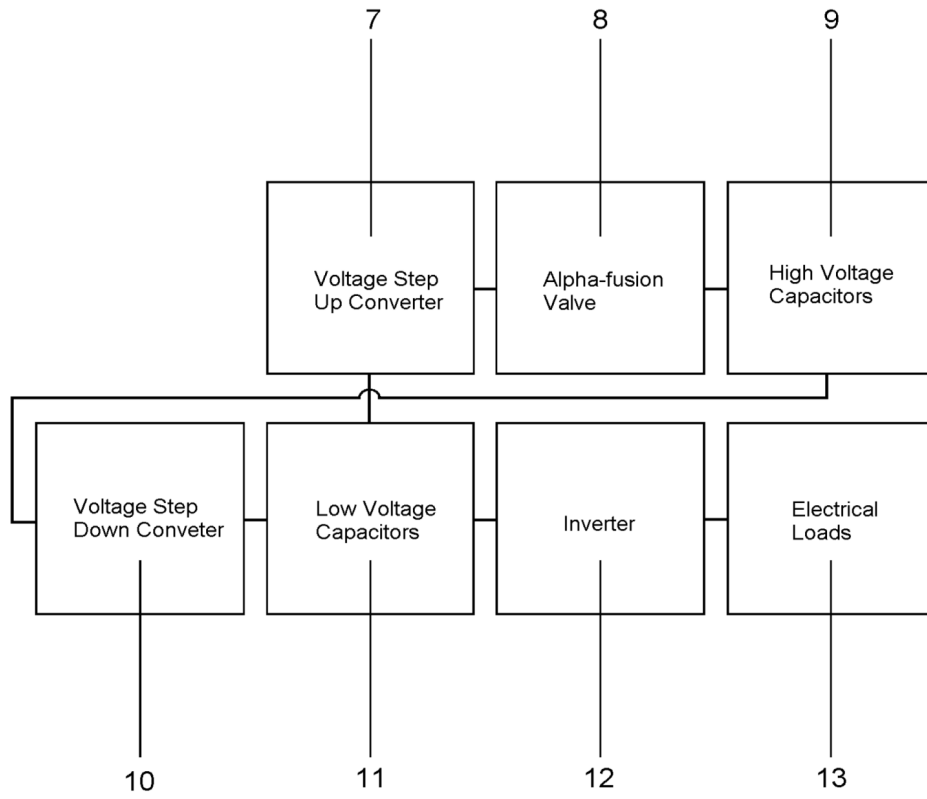 7
8
9
Voltage Step
Up Converter
Alpha-fusion
Valve
High Voltage
Capacitors
Voltage Step
Down Conveter
Low Voltage
Capacitors
Inverter
Electrical
Loads
10
11
12
13